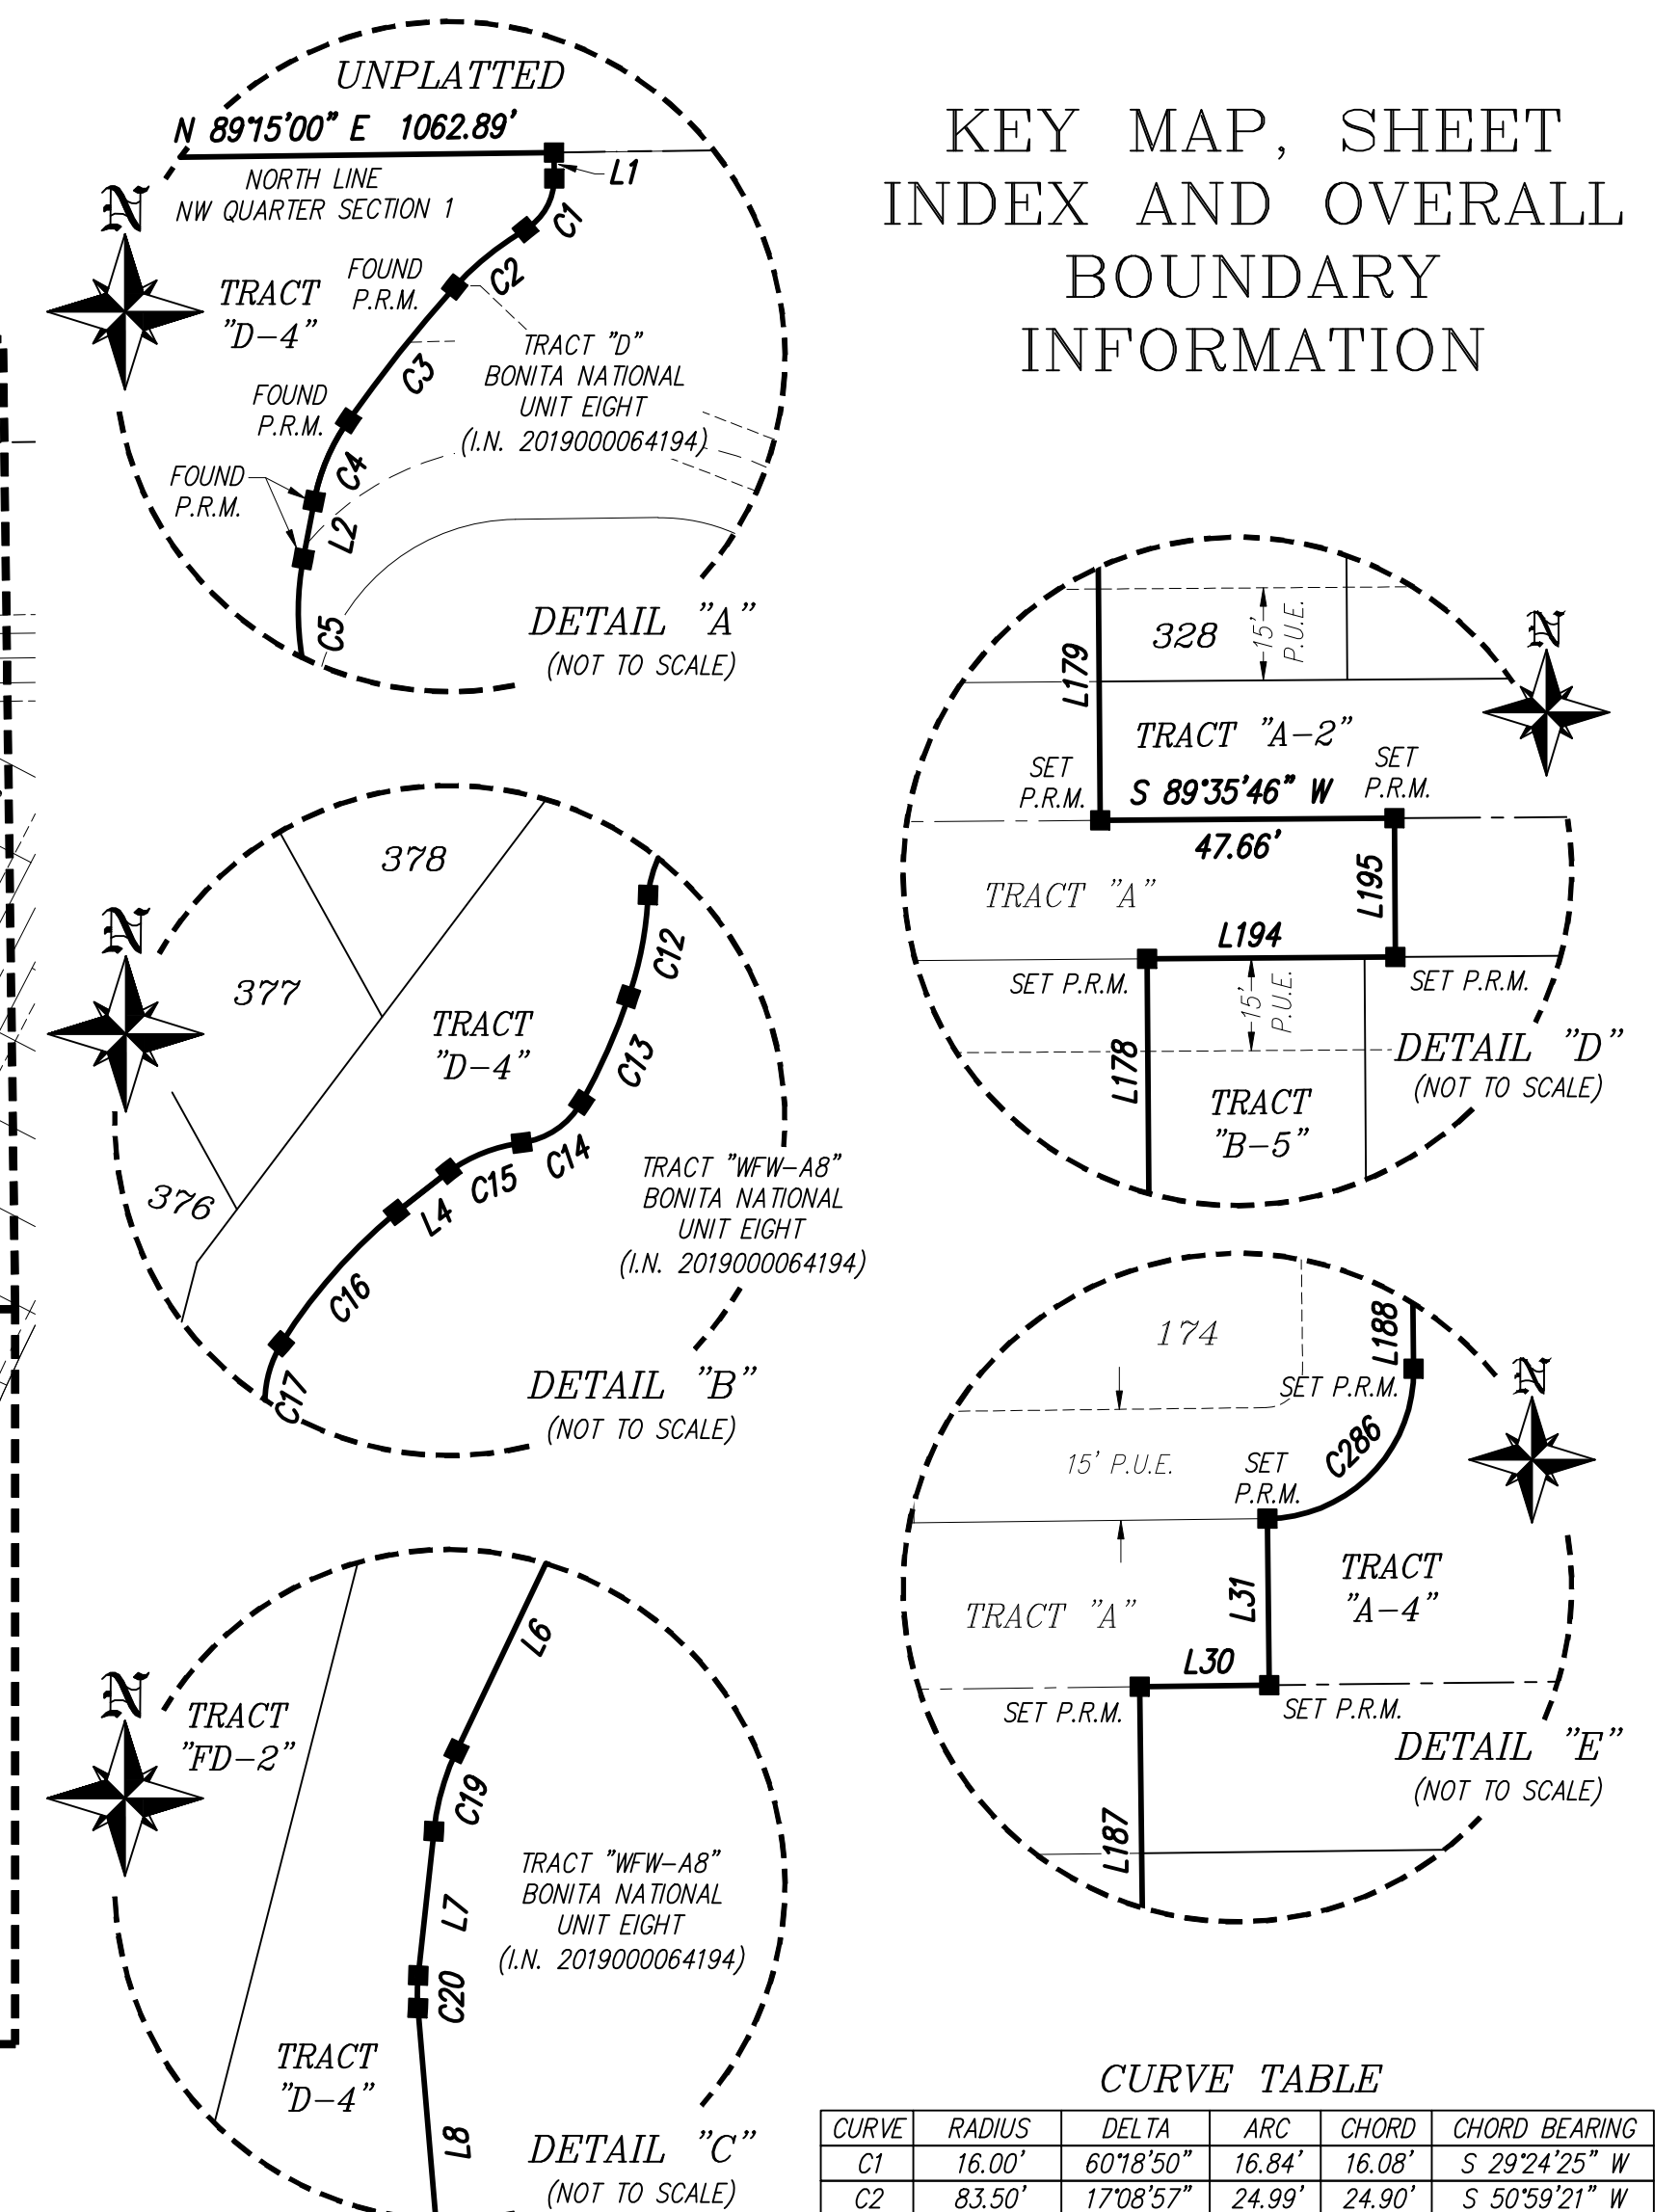 KEY MAP, SHEET
INDEX AND OVERALL
BOUNDARY
INFORMATION
UNPLATTED
N 89°15'00" E 1062.89'
NORTH LINE
NW QUARTER SECTION 1
L1
N
C1
C2
FOUND
P.R.M.
TRACT
"D-4"
TRACT "D"
BONITA NATIONAL
UNIT EIGHT
(I.N. 2019000064194)
C3
FOUND
P.R.M.
C4
FOUND
P.R.M.
L2
C5
DETAIL "A"
(NOT TO SCALE)
328
15'
P.U.E.
N
L179
TRACT "A-2"
SET
P.R.M.
SET
P.R.M.
S 89°35'46" W
47.66'
TRACT "A"
L195
L194
SET P.R.M.
SET P.R.M.
15'
P.U.E.
L178
TRACT
"B-5"
DETAIL "D"
(NOT TO SCALE)
378
377
N
C12
TRACT
"D-4"
C13
376
C14
C15
L4
TRACT "WFW-A8"
BONITA NATIONAL
UNIT EIGHT
(I.N. 2019000064194)
C16
C17
DETAIL "B"
(NOT TO SCALE)
174
L188
SET P.R.M.
N
C286
15' P.U.E.
SET
P.R.M.
TRACT
"A-4"
L31
TRACT "A"
L30
SET P.R.M.
SET P.R.M.
DETAIL "E"
(NOT TO SCALE)
L187
L6
N
TRACT
"FD-2"
C19
TRACT "WFW-A8"
BONITA NATIONAL
UNIT EIGHT
(I.N. 2019000064194)
L7
C20
TRACT
"D-4"
L8
DETAIL "C"
(NOT TO SCALE)
CURVE TABLE
CURVE RADIUS DELTA ARC CHORD CHORD BEARING
C1 16.00' 60°18'50" 16.84' 16.08' S 29°24'25" W
C2 83.50' 17°08'57" 24.99' 24.90' S 50°59'21" W